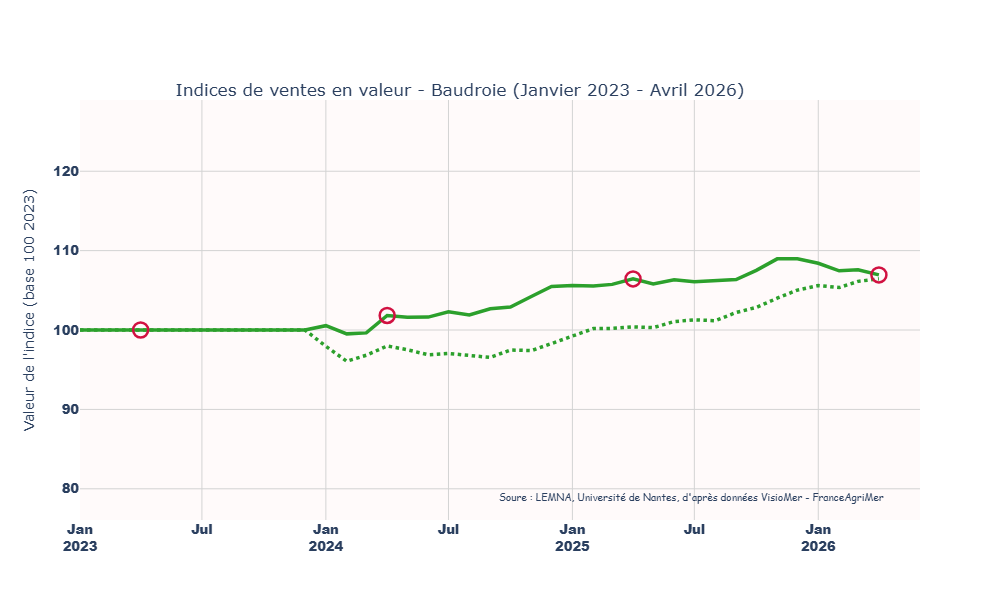 Indices de ventes en valeur - Baudroie (Janvier 2023 - Avril 2026)
Valeur de l'indice (base 100 2023)
120
110
100
90
80
Soure : LEMNA, Université de Nantes, d'après données VisioMer - FranceAgriMer
Jan Jul Jan Jul Jan Jul Jan
2023 2024 2025 2026